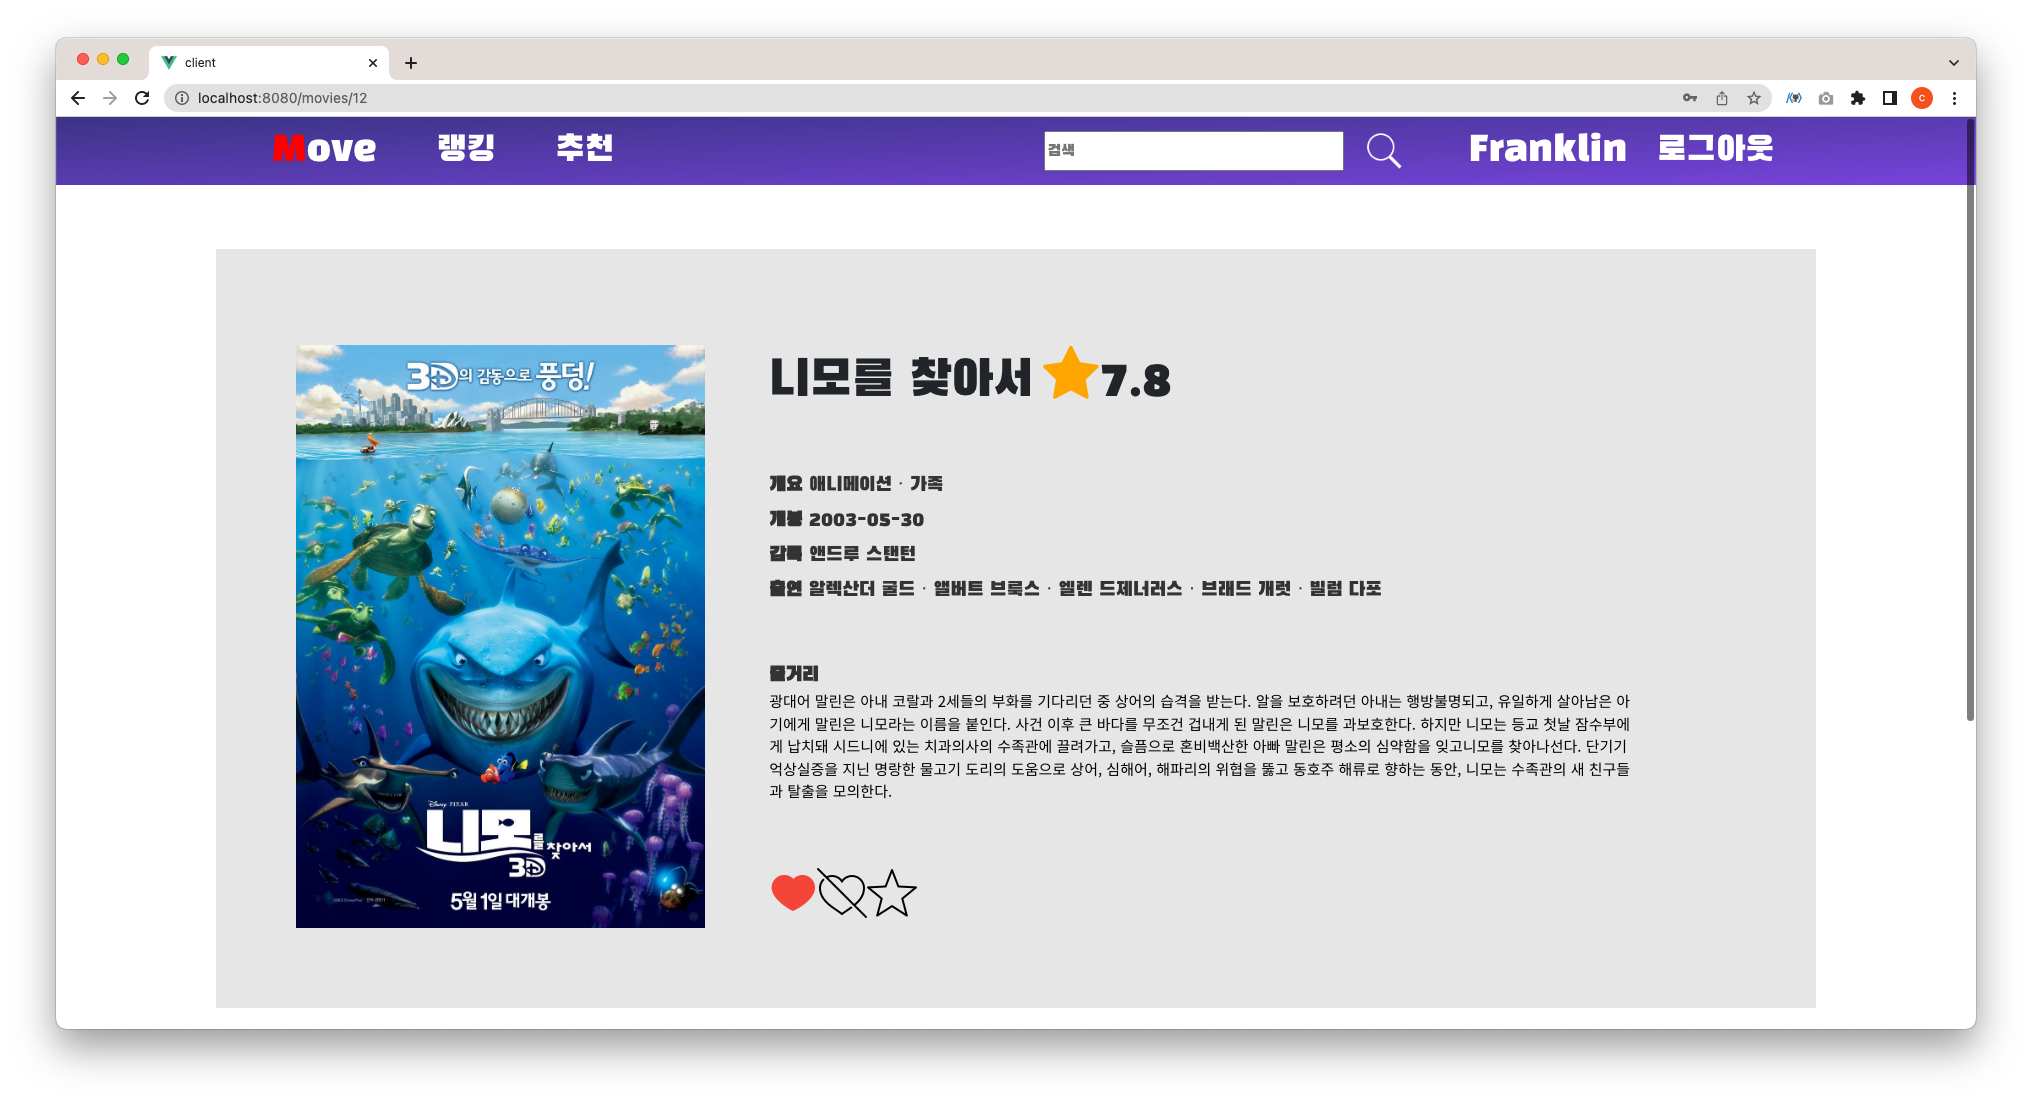 client
localhost:8080/movies/12
C
Move 랭킹 추천 검색 Franklin 로그아웃
3D의 감동으로 풍덩!
니모를 찾아서 7.8
개요 애니메이션 · 가족
개봉 2003-05-30
감독 앤드루 스탠턴
출연 알렉산더 굴드 · 앨버트 브룩스 · 엘렌 드제너러스 · 브래드 개럿 · 윌럼 다포
줄거리
광대어 말린은 아내 코랄과 2세들의 부화를 기다리던 중 상어의 습격을 받는다. 알을 보호하려던 아내는 행방불명되고, 유일하게 살아남은 아
기에게 말린은 니모라는 이름을 붙인다. 사건 이후 큰 바다를 무조건 겁내게 된 말린은 니모를 과보호한다. 하지만 니모는 등교 첫날 잠수부에
게 납치돼 시드니에 있는 치과의사의 수족관에 끌려가고, 슬픔으로 혼비백산한 아빠 말린은 평소의 심약함을 잊고니모를 찾아나선다. 단기기
억상실증을 지닌 명랑한 물고기 도리의 도움으로 상어, 심해어, 해파리의 위협을 뚫고 동호주 해류로 향하는 동안, 니모는 수족관의 새 친구들
과 탈출을 모의한다.
Disney PIXAR
니모를 찾아서
3D
5월 1일 대개봉